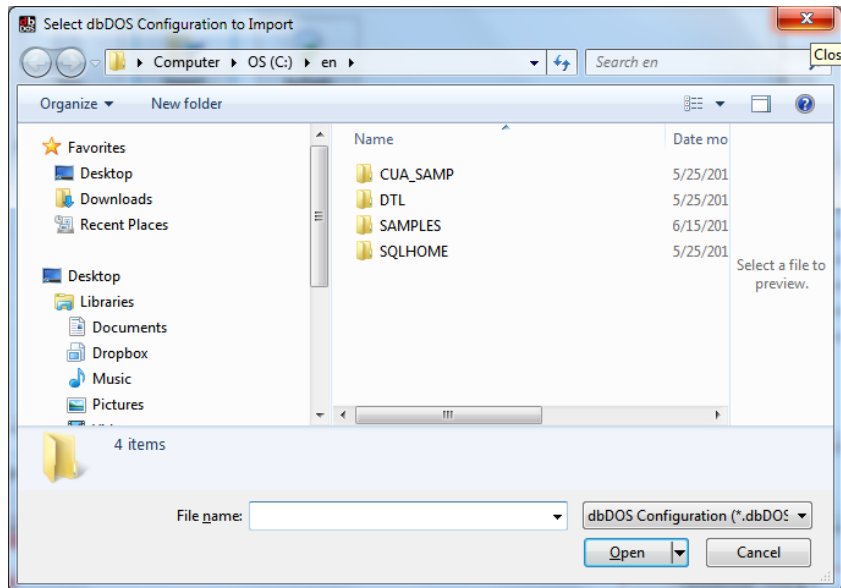 Select dbDOS Configuration to Import
Computer OS (C:) en
Search en
Clos
Organize
New folder
Favorites
Desktop
Downloads
Recent Places
Desktop
Libraries
Documents
Dropbox
Music
Pictures
Name Date mo
CUA_SAMP 5/25/201
DTL 5/25/201
SAMPLES 6/15/201
SQLHOME 5/25/201
Select a file to
preview.
4 items
File name:
dbDOS Configuration (*.dbDOS
Open
Cancel